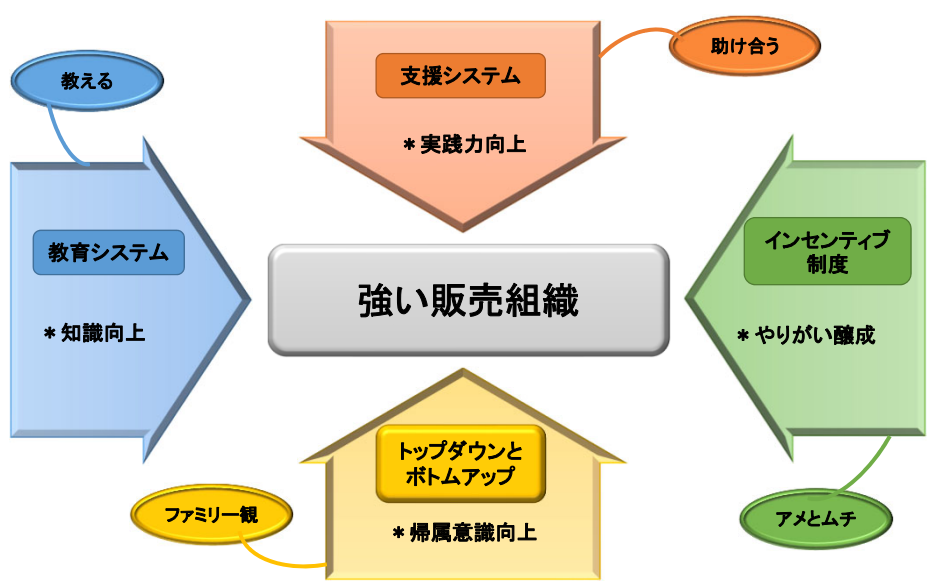 助け合う
支援システム
＊実践力向上
教える
教育システム
＊知識向上
強い販売組織
インセンティブ
制度
＊やりがい醸成
アメとムチ
トップダウンと
ボトムアップ
＊帰属意識向上
ファミリー観